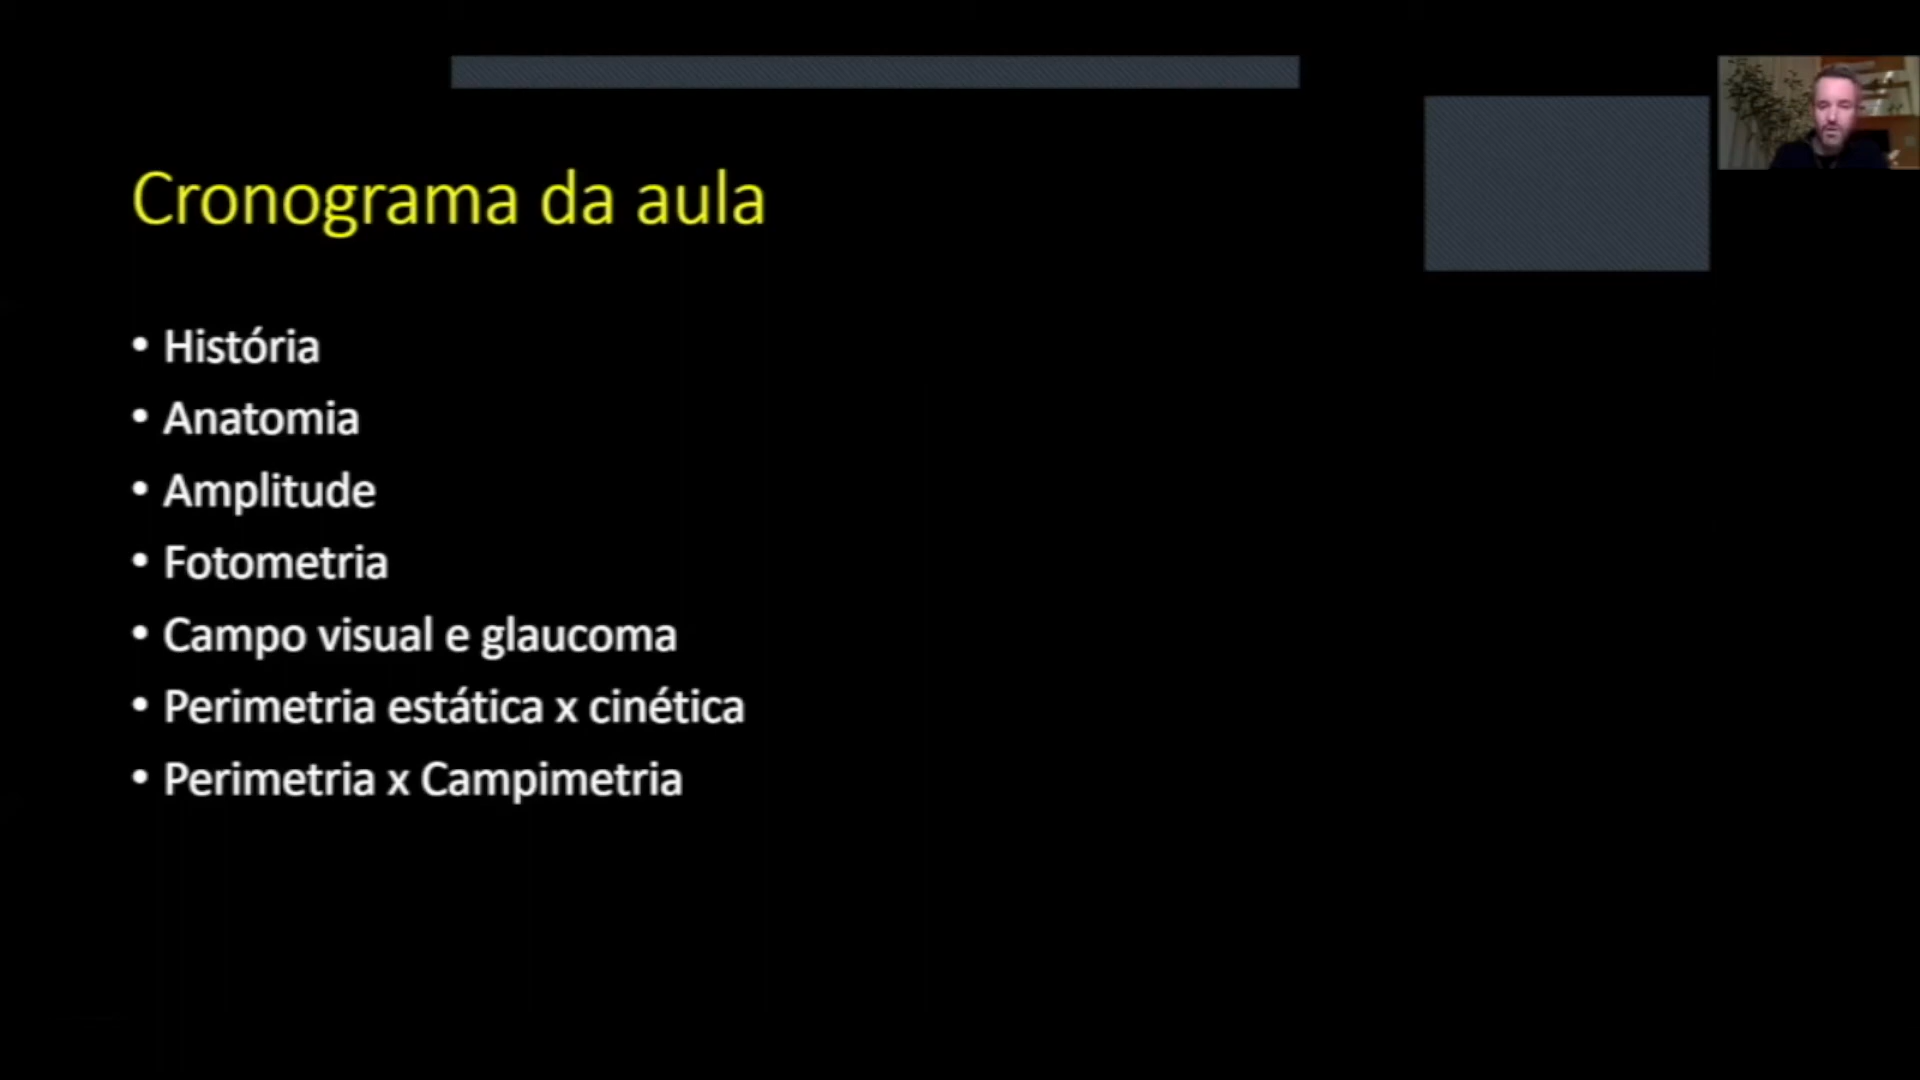 Cronograma da aula
• História
• Anatomia
• Amplitude
• Fotometria
• Campo visual e glaucoma
• Perimetria estática x cinética
• Perimetria x Campimetria